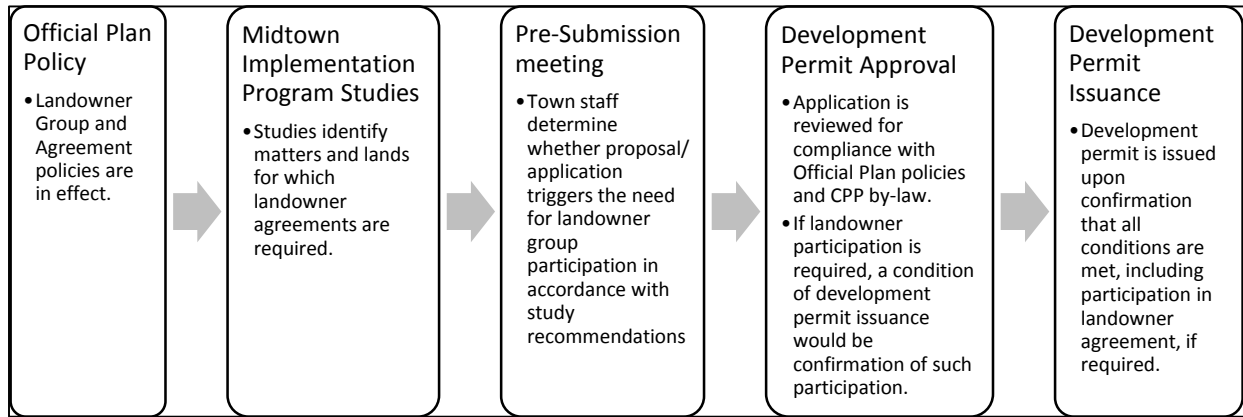 Official Plan
Policy
•Landowner
Group and
Agreement
policies are
in effect.
Midtown
Implementation
Program Studies
•Studies identify
matters and lands
for which
landowner
agreements are
required.
Pre-Submission
meeting
•Town staff
determine
whether proposal/
application
triggers the need
for landowner
group
participation in
accordance with
study
recommendations
Development
Permit Approval
•Application is
reviewed for
compliance with
Official Plan policies
and CPP by-law.
•If landowner
participation is
required, a condition
of development
permit issuance
would be
confirmation of such
participation.
Development
Permit
Issuance
•Development
permit is issued
upon
confirmation
that all
conditions are
met, including
participation in
landowner
agreement, if
required.